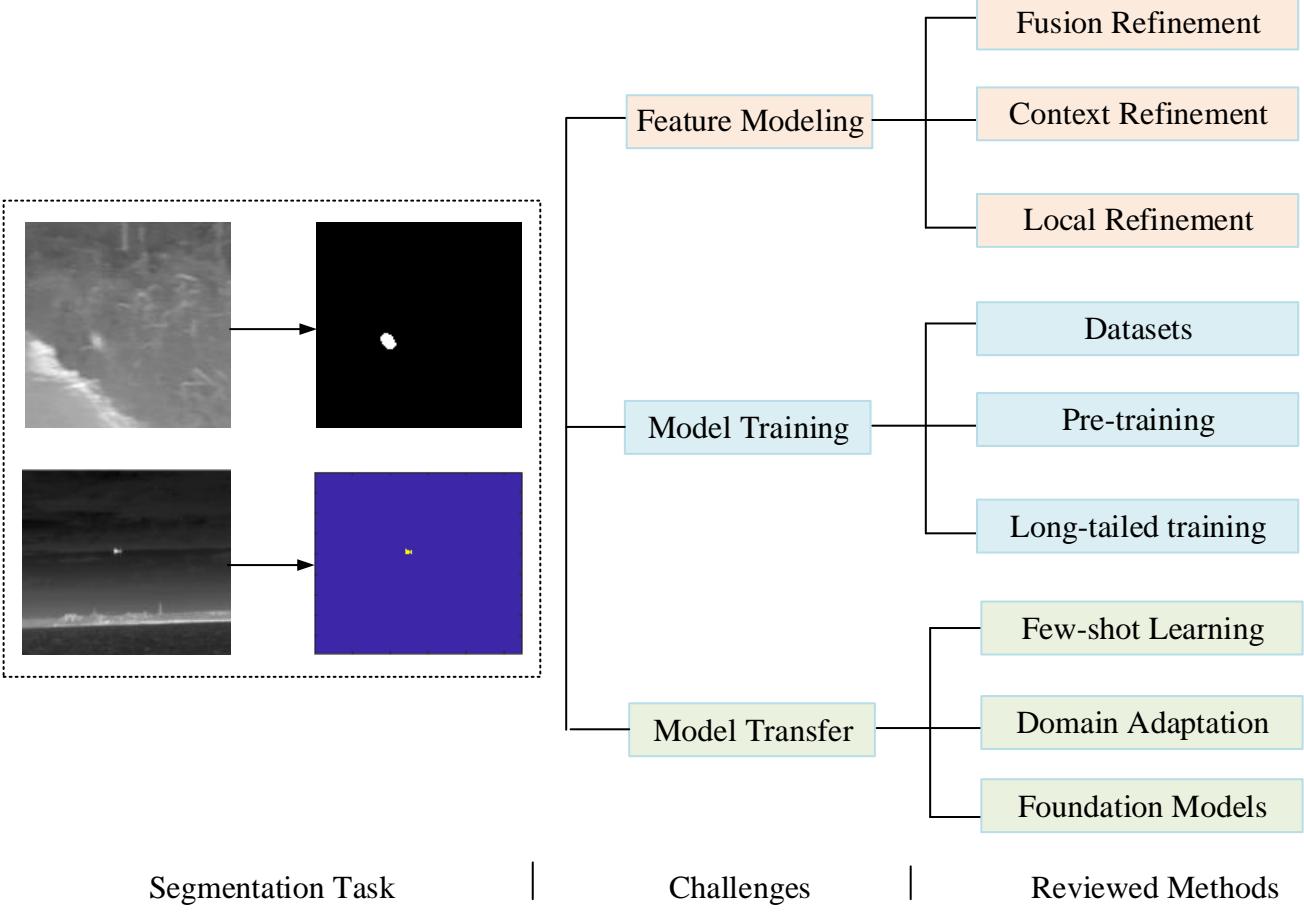 Fusion Refinement
Feature Modeling
Context Refinement
Local Refinement
Datasets
Model Training
Pre-training
Long-tailed training
Few-shot Learning
Model Transfer
Domain Adaptation
Foundation Models
Segmentation Task
Challenges
Reviewed Methods